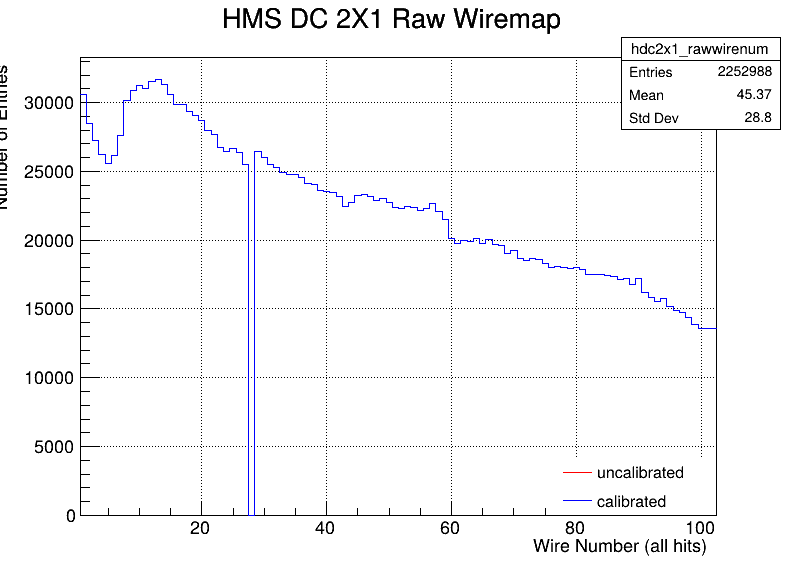 HMS DC 2X1 Raw Wiremap
hdc2x1_rawwirenum
Entries 2252988
Mean 45.37
Std Dev 28.8
Number of Entries
30000
25000
20000
15000
10000
5000
0
uncalibrated
calibrated
20 40 60 80 100
Wire Number (all hits)